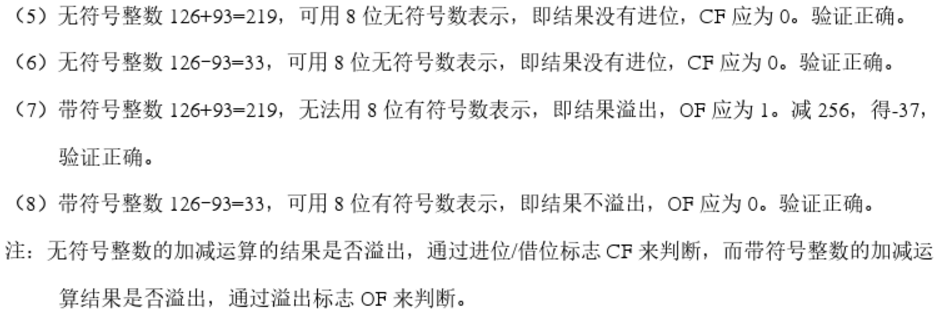 （5）无符号整数 126+93=219，可用 8 位无符号数表示，即结果没有进位，CF 应为 0。验证正确。
（6）无符号整数 126−93=33，可用 8 位无符号数表示，即结果没有进位，CF 应为 0。验证正确。
（7）带符号整数 126+93=219，无法用 8 位有符号数表示，即结果溢出，OF 应为 1。减 256，得-37，
验证正确。
（8）带符号整数 126−93=33，可用 8 位有符号数表示，即结果不溢出，OF 应为 0。验证正确。
注：无符号整数的加减运算的结果是否溢出，通过进位/借位标志 CF 来判断，而带符号整数的加减运
算结果是否溢出，通过溢出标志 OF 来判断。